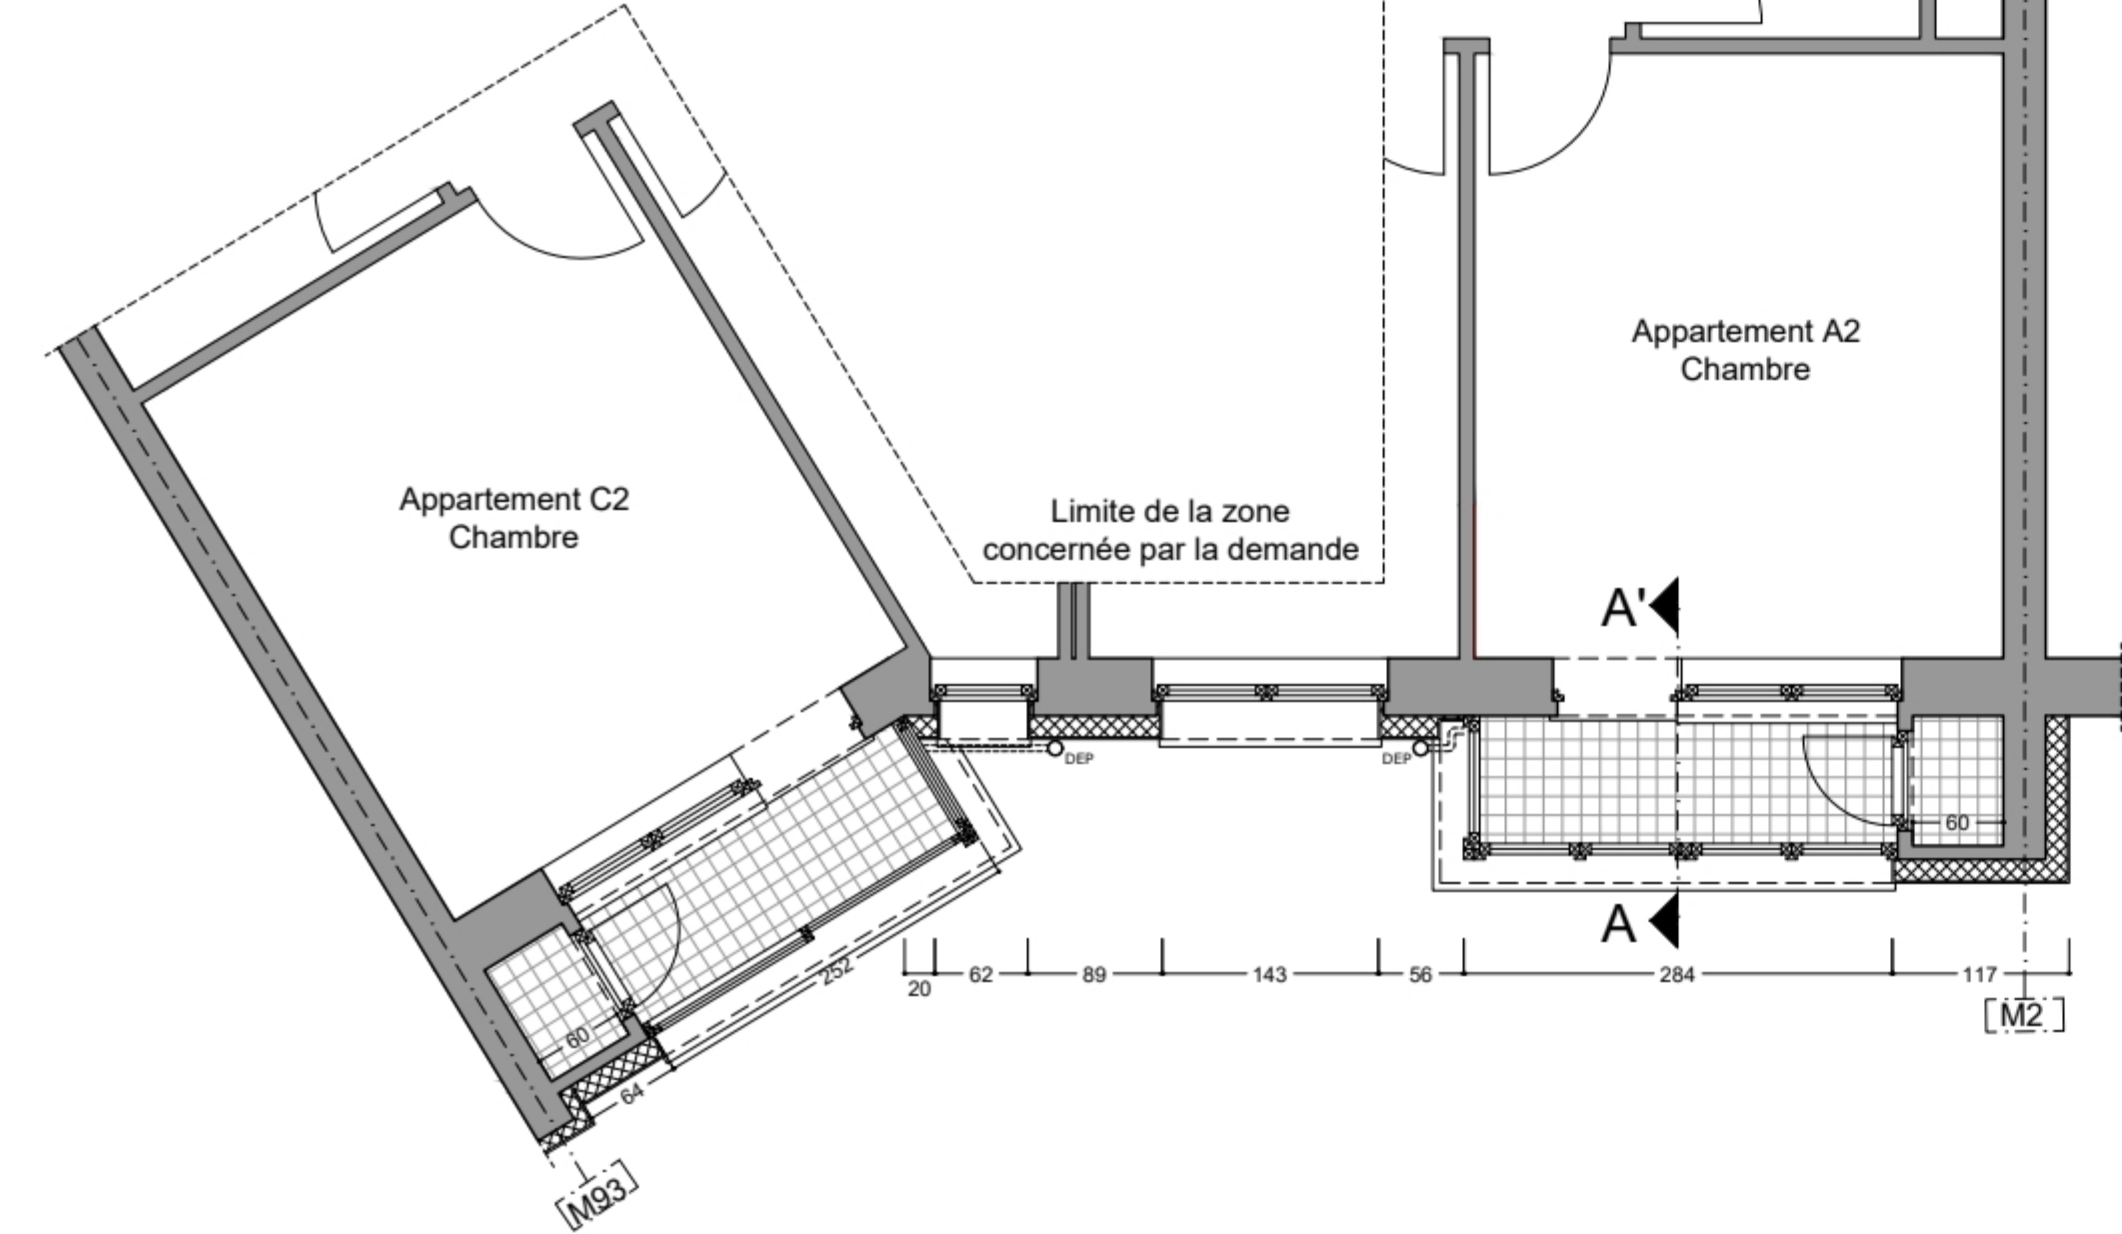 Appartement A2
Chambre
Appartement C2
Chambre
Limite de la zone
concernée par la demande
A'
DEP
DEP
60
A
252
20
62
89
143
56
284
117
M2
60
64
M93